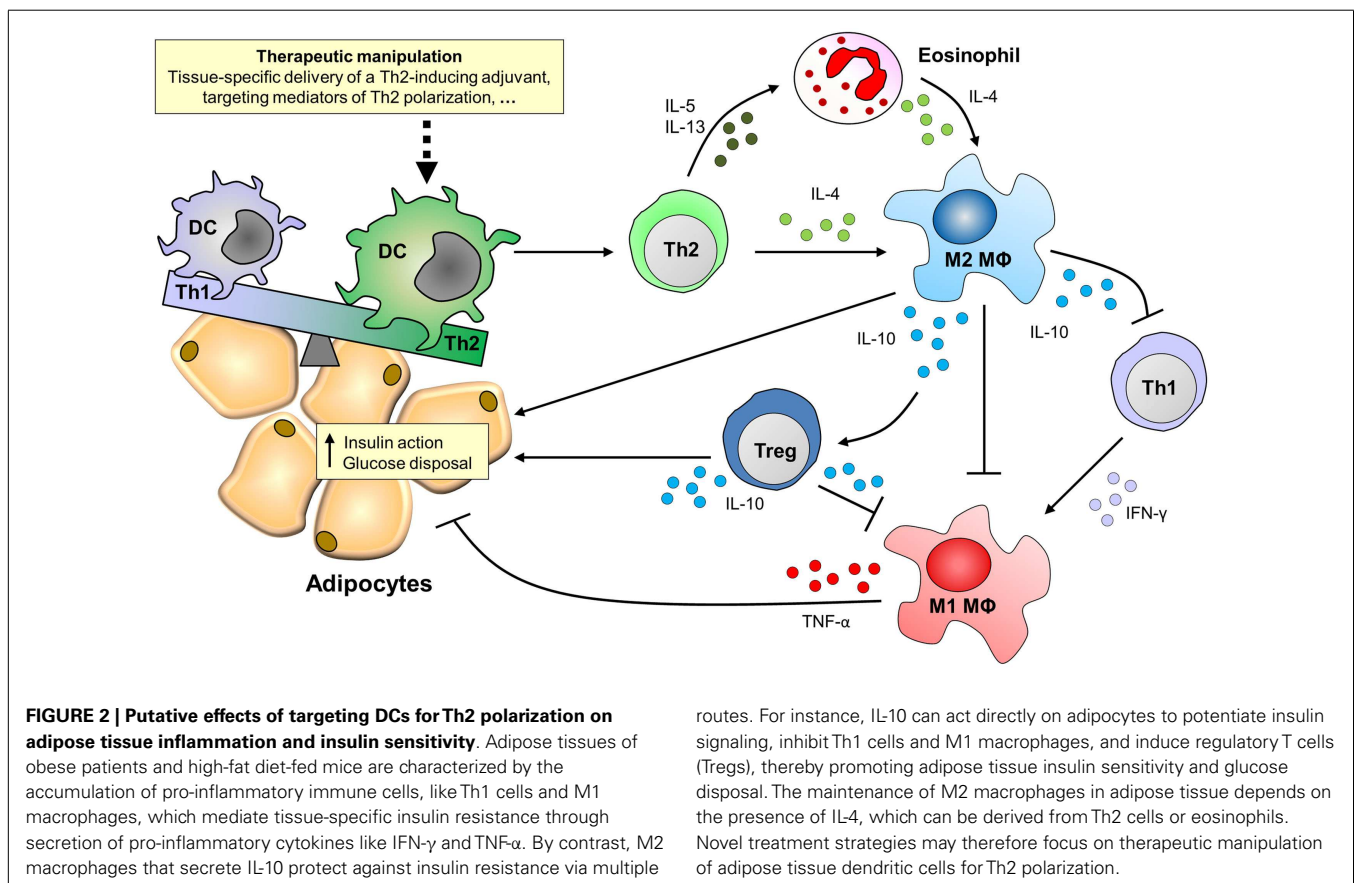 Therapeutic manipulation
Tissue-specific delivery of a Th2-inducing adjuvant,
targeting mediators of Th2 polarization, ...
Eosinophil
IL-5
IL-13
IL-4
DC
DC
Th1
Th2
Th2
IL-4
M2 MΦ
IL-10
IL-10
Th1
Insulin action
Glucose disposal
Treg
IL-10
IFN-γ
Adipocytes
TNF-α
M1 MΦ
FIGURE 2 | Putative effects of targeting DCs for Th2 polarization on
adipose tissue inflammation and insulin sensitivity. Adipose tissues of
obese patients and high-fat diet-fed mice are characterized by the
accumulation of pro-inflammatory immune cells, like Th1 cells and M1
macrophages, which mediate tissue-specific insulin resistance through
secretion of pro-inflammatory cytokines like IFN-γ and TNF-α. By contrast, M2
macrophages that secrete IL-10 protect against insulin resistance via multiple
routes. For instance, IL-10 can act directly on adipocytes to potentiate insulin
signaling, inhibit Th1 cells and M1 macrophages, and induce regulatory T cells
(Tregs), thereby promoting adipose tissue insulin sensitivity and glucose
disposal. The maintenance of M2 macrophages in adipose tissue depends on
the presence of IL-4, which can be derived from Th2 cells or eosinophils.
Novel treatment strategies may therefore focus on therapeutic manipulation
of adipose tissue dendritic cells for Th2 polarization.